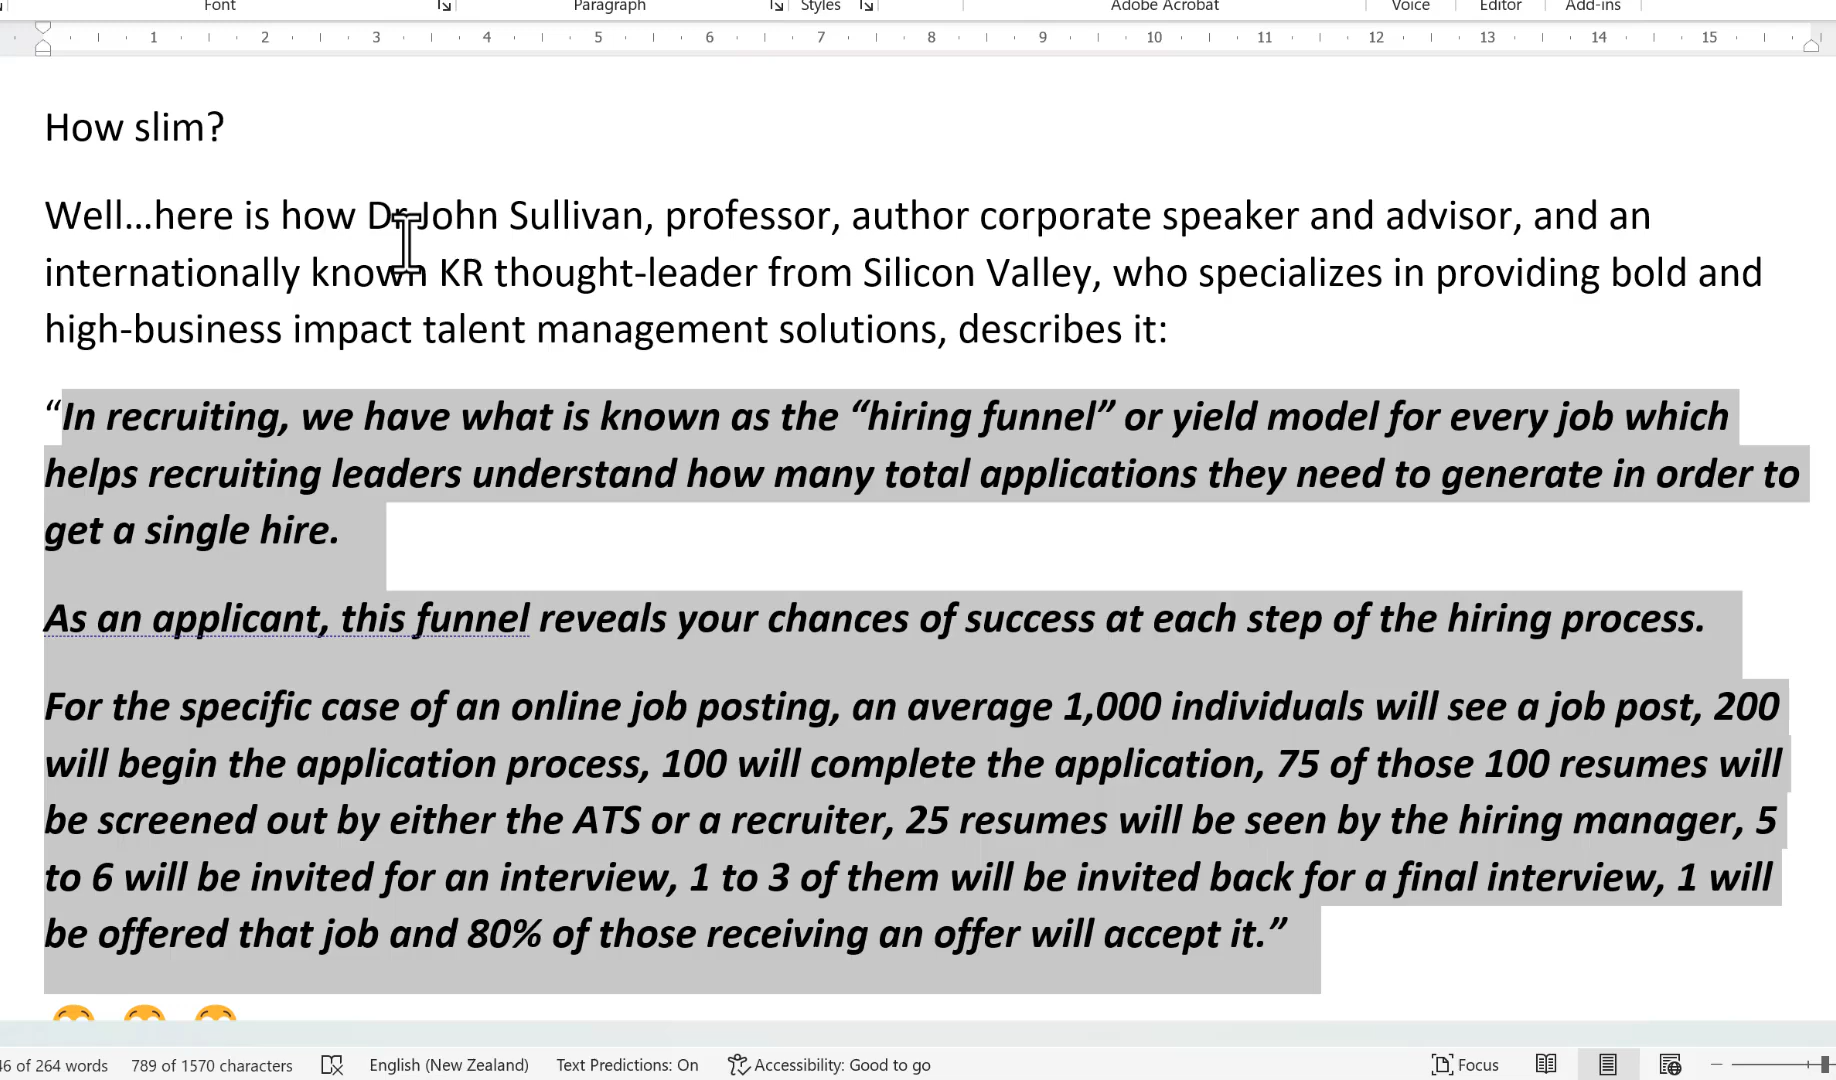 Font Paragraph Styles Adobe Acrobat Voice Editor Add-ins
1 2 3 4 5 6 7 8 9 10 11 12 13 14 15
How slim?
Well…here is how Dr John Sullivan, professor, author corporate speaker and advisor, and an
internationally known KR thought-leader from Silicon Valley, who specializes in providing bold and
high-business impact talent management solutions, describes it:
“In recruiting, we have what is known as the “hiring funnel” or yield model for every job which
helps recruiting leaders understand how many total applications they need to generate in order to
get a single hire.
As an applicant, this funnel reveals your chances of success at each step of the hiring process.
For the specific case of an online job posting, an average 1,000 individuals will see a job post, 200
will begin the application process, 100 will complete the application, 75 of those 100 resumes will
be screened out by either the ATS or a recruiter, 25 resumes will be seen by the hiring manager, 5
to 6 will be invited for an interview, 1 to 3 of them will be invited back for a final interview, 1 will
be offered that job and 80% of those receiving an offer will accept it.”
of 264 words 789 of 1570 characters English (New Zealand) Text Predictions: On Accessibility: Good to go Focus